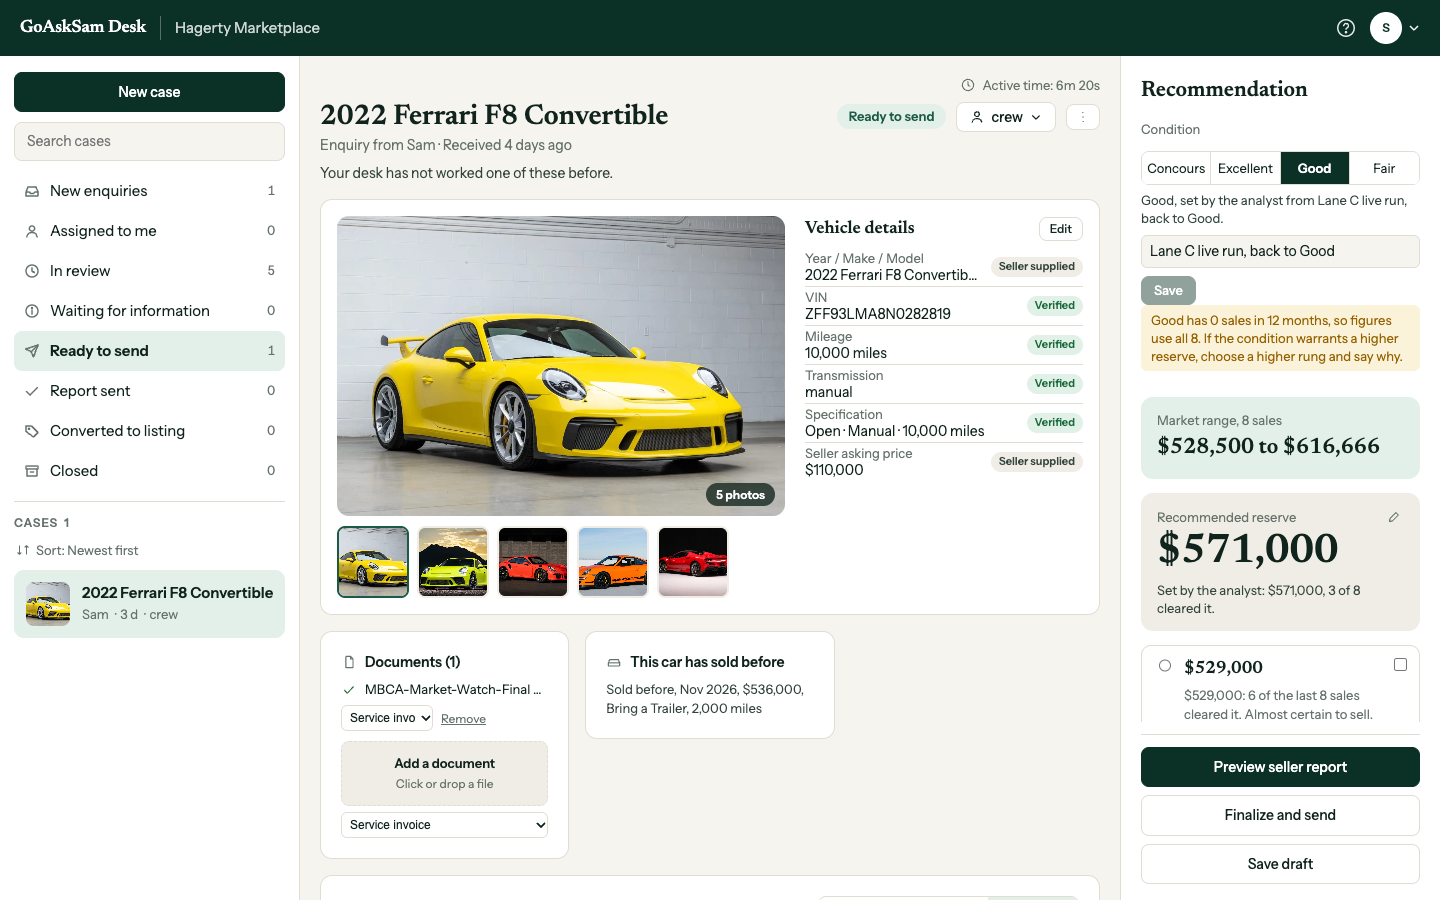 GoAskSam Desk
Hagerty Marketplace
S
New case
Search cases
New enquiries 1
Assigned to me 0
In review 5
Waiting for information 0
Ready to send 1
Report sent 0
Converted to listing 0
Closed 0
CASES 1
Sort: Newest first
2022 Ferrari F8 Convertible
Sam · 3 d · crew
Active time: 6m 20s
2022 Ferrari F8 Convertible
Ready to send
crew
Enquiry from Sam · Received 4 days ago
Your desk has not worked one of these before.
5 photos
Vehicle details
Edit
Year / Make / Model
2022 Ferrari F8 Convertib...
Seller supplied
VIN
ZFF93LMA8N0282819
Verified
Mileage
10,000 miles
Verified
Transmission
manual
Verified
Specification
Open · Manual · 10,000 miles
Verified
Seller asking price
$110,000
Seller supplied
Documents (1)
MBCA-Market-Watch-Final ...
Service invo
Remove
Add a document
Click or drop a file
Service invoice
This car has sold before
Sold before, Nov 2026, $536,000,
Bring a Trailer, 2,000 miles
Recommendation
Condition
Concours Excellent Good Fair
Good, set by the analyst from Lane C live run,
back to Good.
Lane C live run, back to Good
Save
Good has 0 sales in 12 months, so figures
use all 8. If the condition warrants a higher
reserve, choose a higher rung and say why.
Market range, 8 sales
$528,500 to $616,666
Recommended reserve
$571,000
Set by the analyst: $571,000, 3 of 8
cleared it.
$529,000
$529,000: 6 of the last 8 sales
cleared it. Almost certain to sell.
Preview seller report
Finalize and send
Save draft